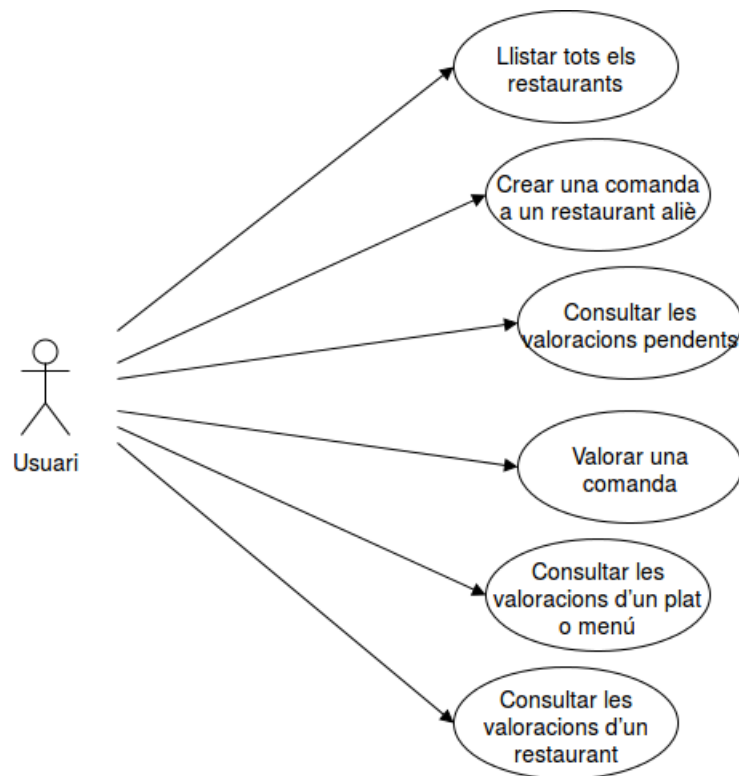 Llistar tots els
restaurants
Crear una comanda
a un restaurant aliè
Consultar les
valoracions pendents
Usuari
Valorar una
comanda
Consultar les
valoracions d'un plat
o menú
Consultar les
valoracions d'un
restaurant